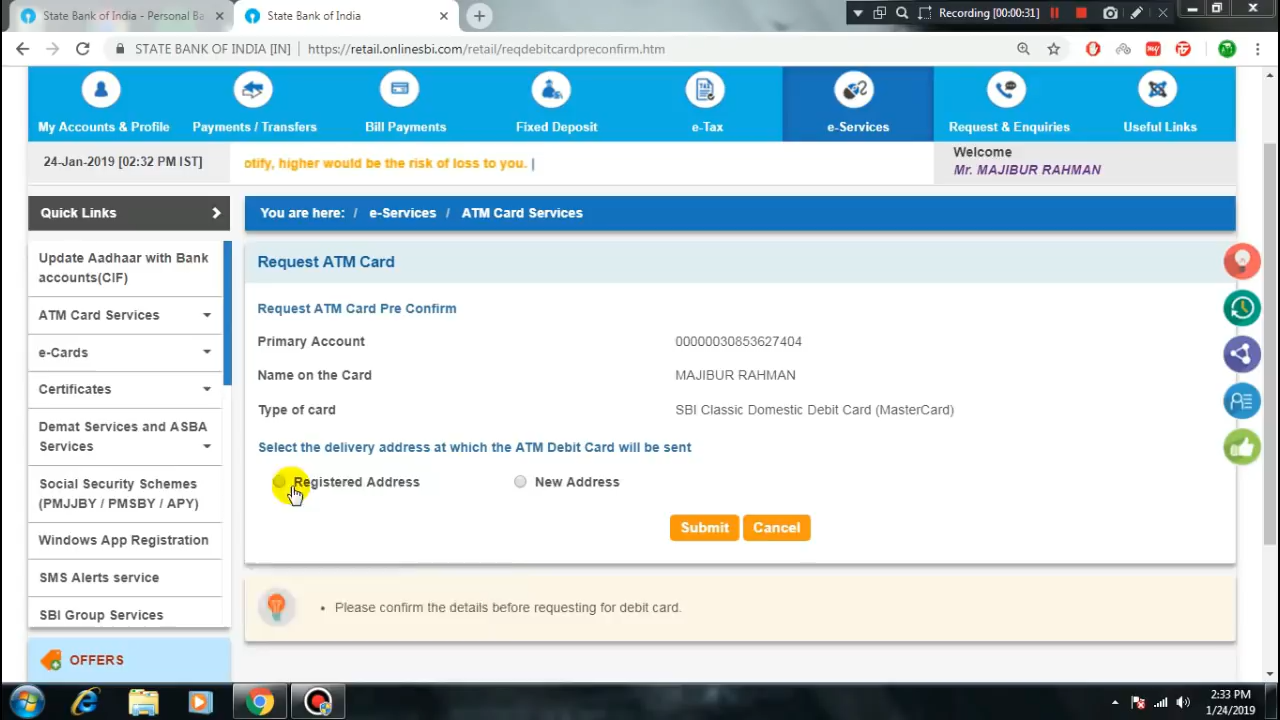 State Bank of India - Personal Ba
State Bank of India
Recording [00:00:31]
STATE BANK OF INDIA [IN]
https://retail.onlinesbi.com/retail/reqdebitcardpreconfirm.htm
My Accounts & Profile
Payments / Transfers
Bill Payments
Fixed Deposit
e-Tax
e-Services
Request & Enquiries
Useful Links
24-Jan-2019 [02:32 PM IST]
otify, higher would be the risk of loss to you. |
Welcome
Mr. MAJIBUR RAHMAN
Quick Links
You are here: / e-Services / ATM Card Services
Update Aadhaar with Bank
accounts(CIF)
ATM Card Services
e-Cards
Certificates
Demat Services and ASBA
Services
Social Security Schemes
(PMJJBY / PMSBY / APY)
Windows App Registration
SMS Alerts service
SBI Group Services
OFFERS
Request ATM Card
Request ATM Card Pre Confirm
Primary Account 00000030853627404
Name on the Card MAJIBUR RAHMAN
Type of card SBI Classic Domestic Debit Card (MasterCard)
Select the delivery address at which the ATM Debit Card will be sent
Registered Address New Address
Submit Cancel
• Please confirm the details before requesting for debit card.
2:33 PM
1/24/2019